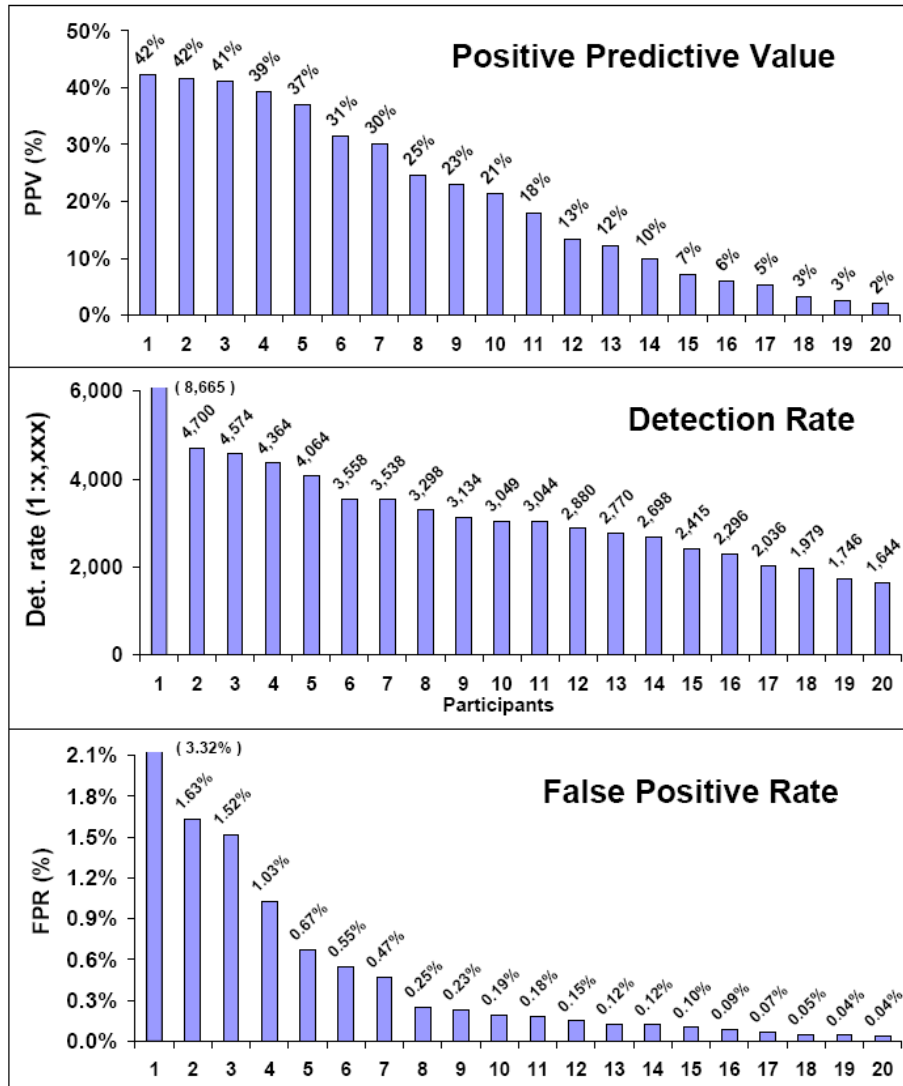 Positive Predictive Value
PPV (%)
50%
40%
30%
20%
10%
0%
42% 42% 41% 39% 37% 31% 30% 25% 23% 21% 18% 13% 12% 10% 7% 6% 5% 3% 3% 2%
1 2 3 4 5 6 7 8 9 10 11 12 13 14 15 16 17 18 19 20
Detection Rate
Det. rate (1:x,xxx)
6,000
4,000
2,000
0
( 8,665 ) 4,700 4,574 4,364 4,064 3,558 3,538 3,298 3,134 3,049 3,044 2,880 2,770 2,698 2,415 2,296 2,036 1,979 1,746 1,644
1 2 3 4 5 6 7 8 9 10 11 12 13 14 15 16 17 18 19 20
Participants
False Positive Rate
FPR (%)
2.1%
1.8%
1.5%
1.2%
0.9%
0.6%
0.3%
0.0%
( 3.32% ) 1.63% 1.52% 1.03% 0.67% 0.55% 0.47% 0.25% 0.23% 0.19% 0.18% 0.15% 0.12% 0.12% 0.10% 0.09% 0.07% 0.05% 0.04% 0.04%
1 2 3 4 5 6 7 8 9 10 11 12 13 14 15 16 17 18 19 20